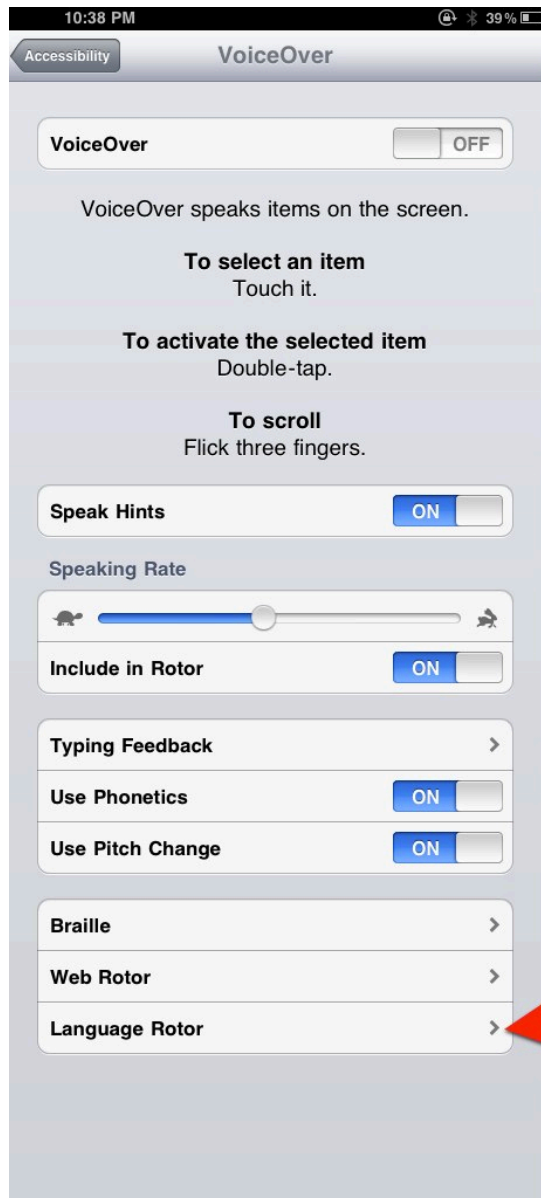 10:38 PM 39%
Accessibility VoiceOver
VoiceOver OFF
VoiceOver speaks items on the screen.
To select an item
Touch it.
To activate the selected item
Double-tap.
To scroll
Flick three fingers.
Speak Hints ON
Speaking Rate
Include in Rotor ON
Typing Feedback
Use Phonetics ON
Use Pitch Change ON
Braille
Web Rotor
Language Rotor